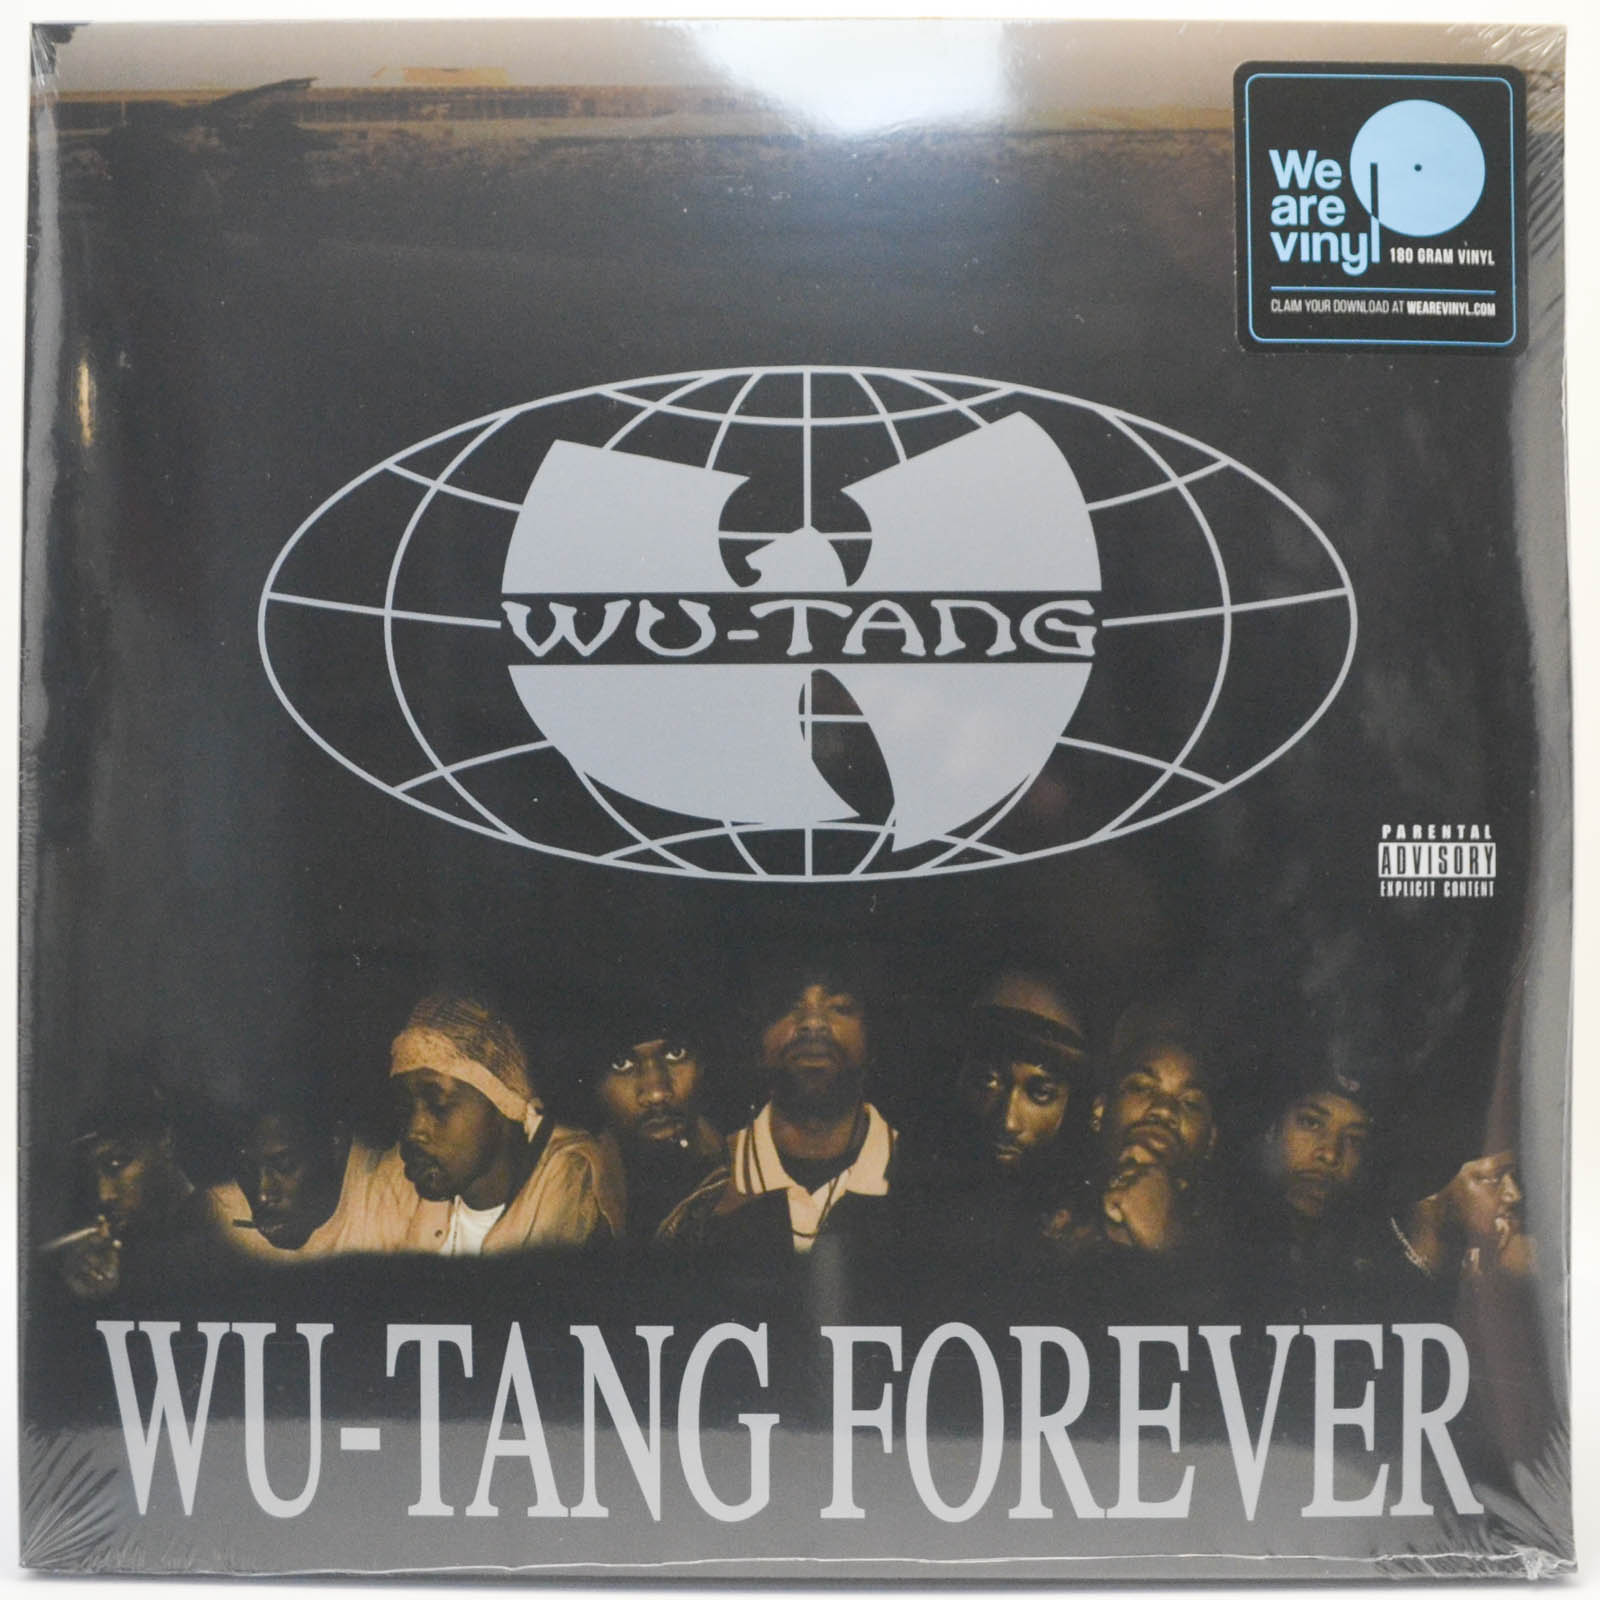 We
are
vinyl
180 GRAM VINYL
CLAIM YOUR DOWNLOAD AT WEAREVINYL.COM
WU-TANG
PARENTAL
ADVISORY
EXPLICIT CONTENT
WU-TANG FOREVER